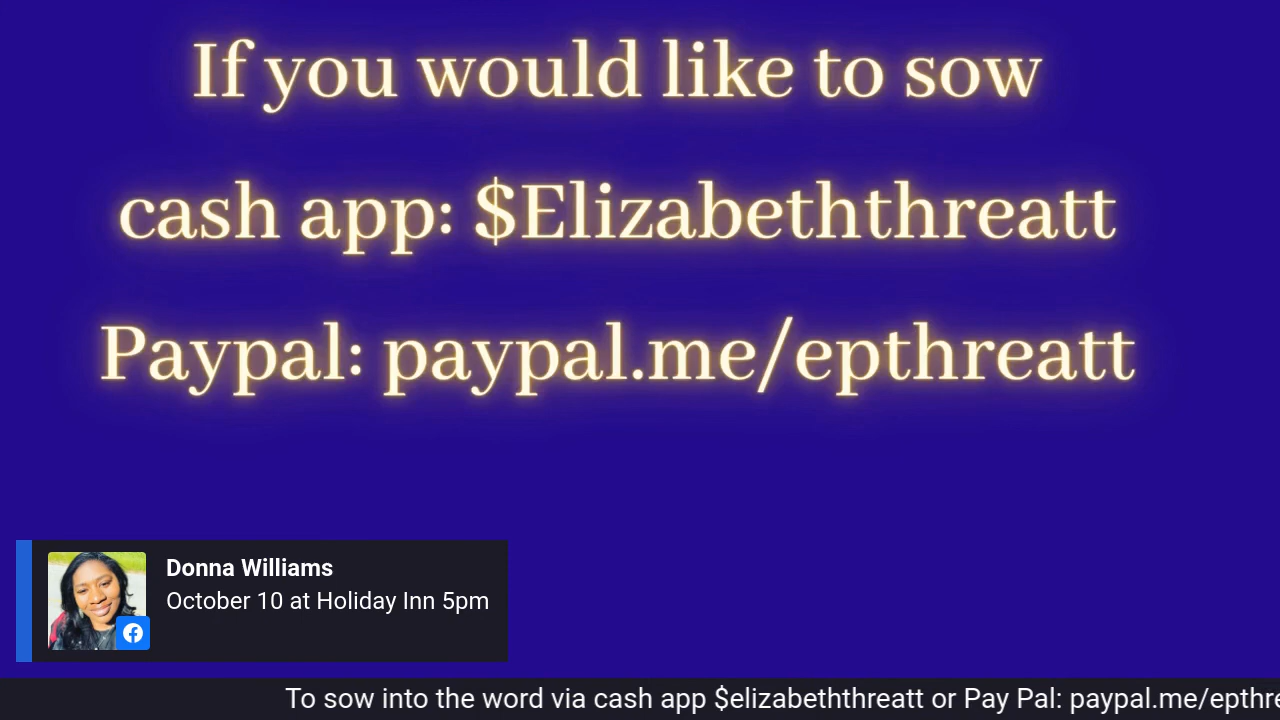 If you would like to sow
cash app: $Elizabeththreatt
Paypal: paypal.me/epthreatt
Donna Williams
October 10 at Holiday Inn 5pm
To sow into the word via cash app $elizabeththreatt or Pay Pal: paypal.me/epthre